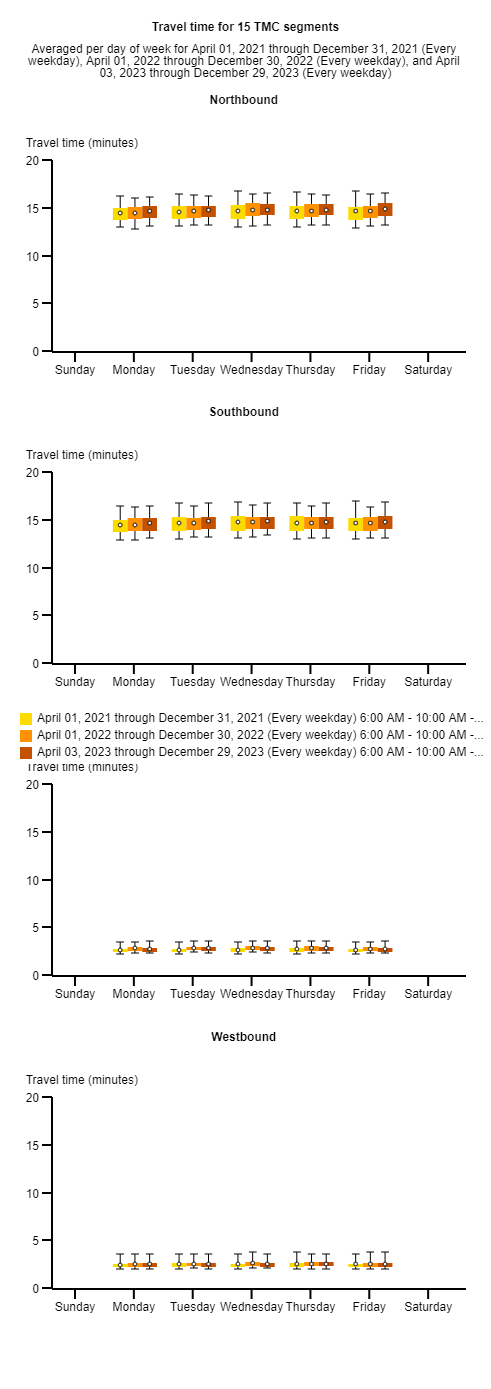 Travel time for 15 TMC segments
Averaged per day of week for April 01, 2021 through December 31, 2021 (Every
weekday), April 01, 2022 through December 30, 2022 (Every weekday), and April
03, 2023 through December 29, 2023 (Every weekday)
Northbound
Travel time (minutes)
20
15
10
5
0
Sunday Monday Tuesday Wednesday Thursday Friday Saturday
Southbound
Travel time (minutes)
20
15
10
5
0
Sunday Monday Tuesday Wednesday Thursday Friday Saturday
April 01, 2021 through December 31, 2021 (Every weekday) 6:00 AM - 10:00 AM -...
April 01, 2022 through December 30, 2022 (Every weekday) 6:00 AM - 10:00 AM -...
April 03, 2023 through December 29, 2023 (Every weekday) 6:00 AM - 10:00 AM -...
Travel time (minutes)
20
15
10
5
0
Sunday Monday Tuesday Wednesday Thursday Friday Saturday
Westbound
Travel time (minutes)
20
15
10
5
0
Sunday Monday Tuesday Wednesday Thursday Friday Saturday